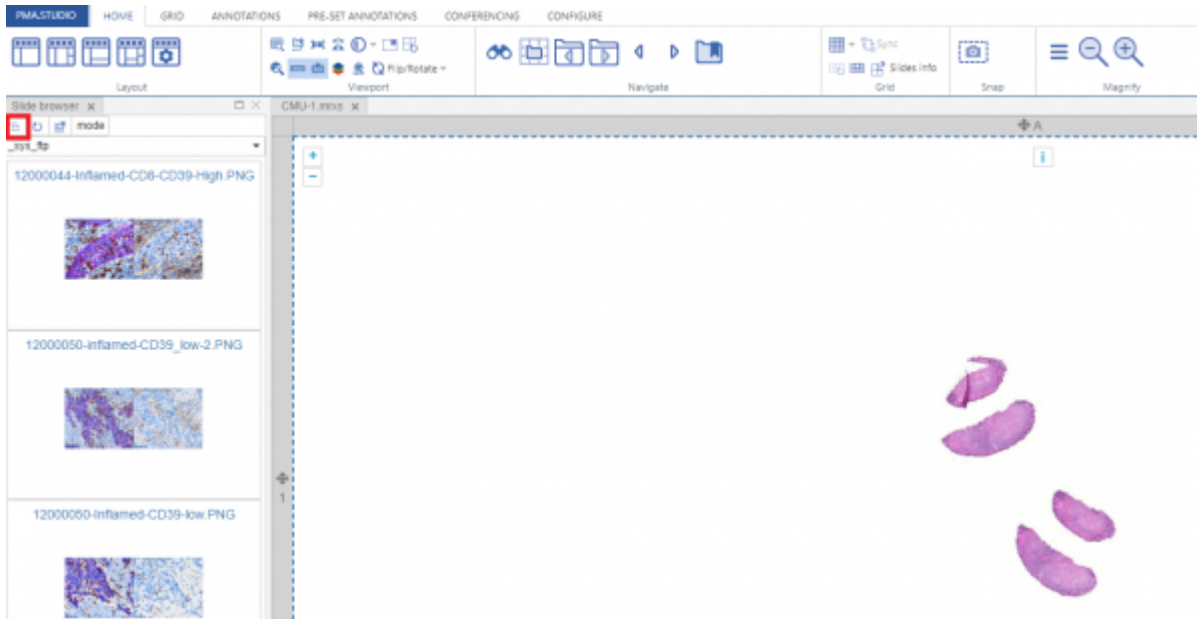 PMA.STUDIO HOME GRID ANNOTATIONS PRE-SET ANNOTATIONS CONFERENCING CONFIGURE
Sync
Flip/Rotate
Slides info
Layout Viewport Navigate Grid Snap Magnify
Slide browser x CMU-1.mrxs x
mode
A
_sys_ftp
12000044-Inflamed-CD8-CD39-High.PNG
12000050-inflamed-CD39_low-2.PNG
1
12000050-Inflamed-CD39-low.PNG